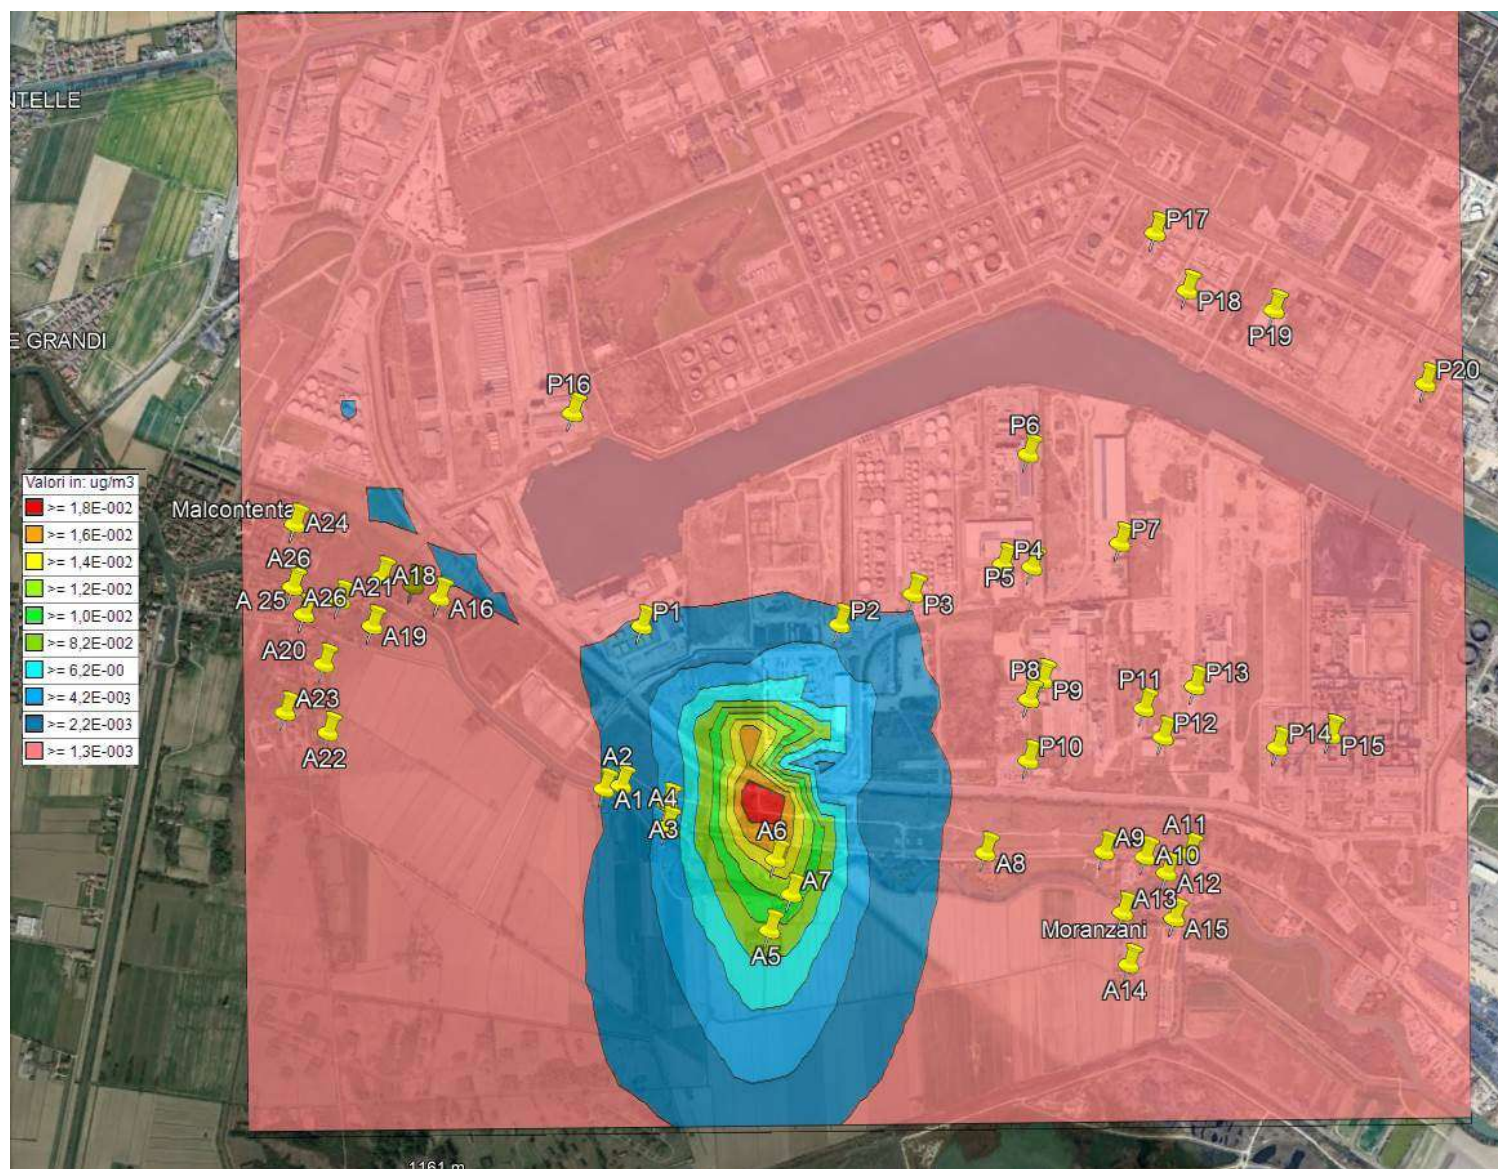 NTELLE
P17
P18
P19
E GRANDI
P16
P20
P6
Valori in: ug/m3
>= 1,8E-002
>= 1,6E-002
>= 1,4E-002
>= 1,2E-002
>= 1,0E-002
>= 8,2E-002
>= 6,2E-00
>= 4,2E-003
>= 2,2E-003
>= 1,3E-003
Malcontenta
A24
P7
A26
P4
P5
A21
A18
A 25
A26
A16
P1
P2
P3
A19
A20
P8
P9
P11
P13
A23
P12
P14
P15
A22
A2
P10
A1
A4
A3
A6
A11
A9
A10
A8
A7
A12
A13
Moranzani
A15
A5
A14
1161 m